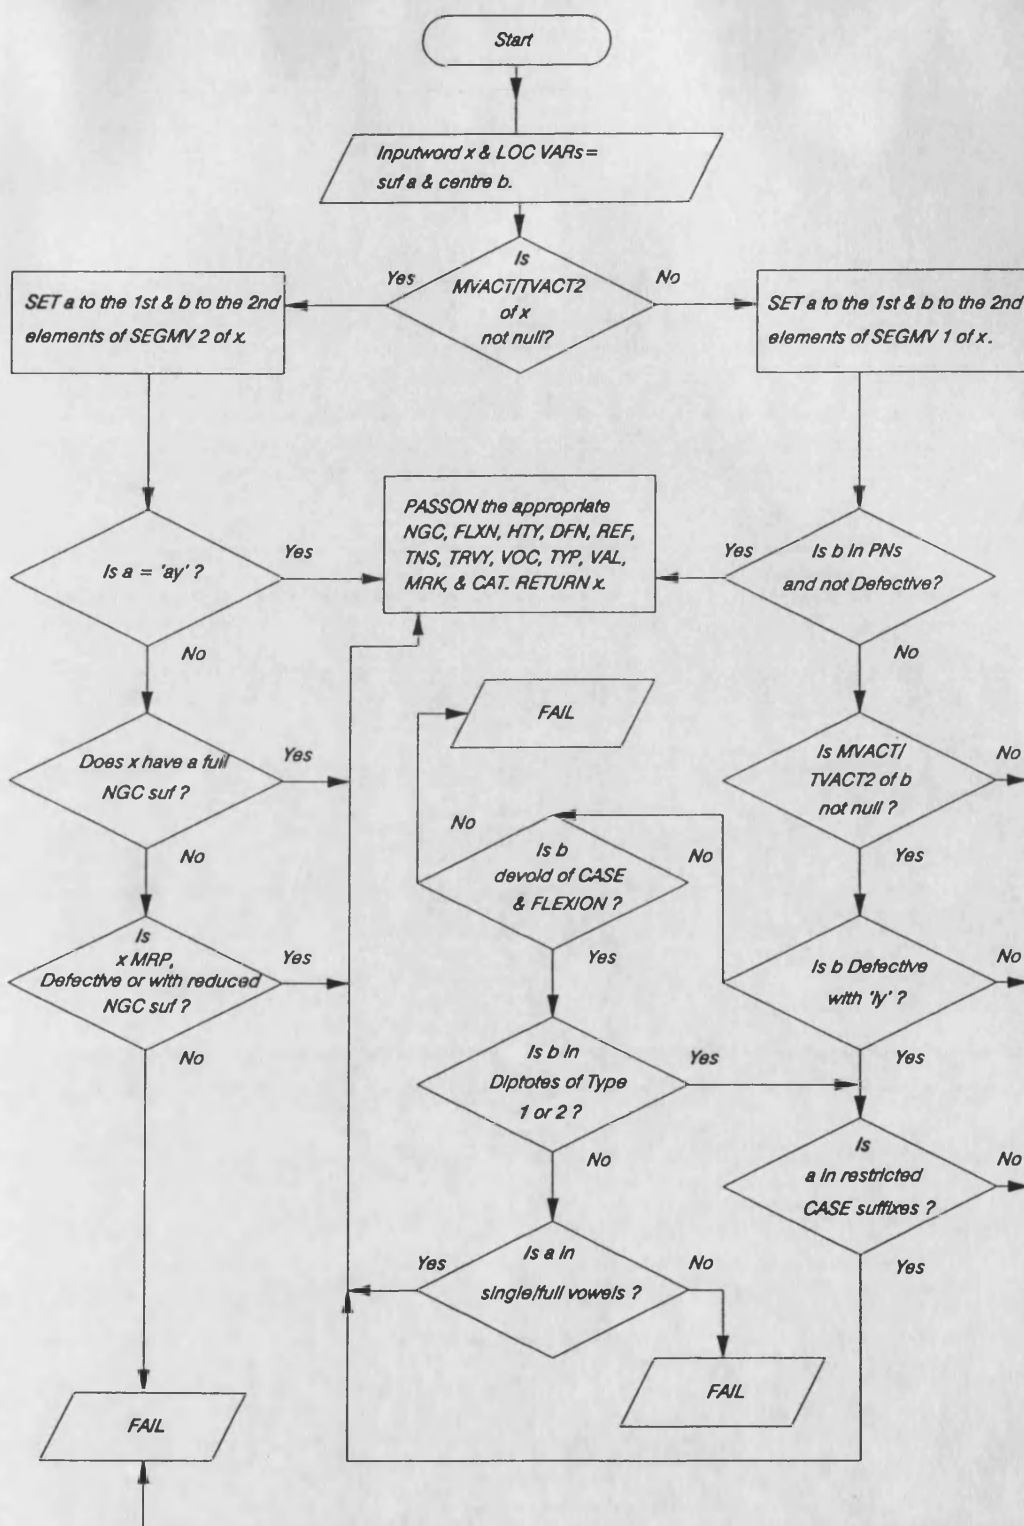 Start
Inputword x & LOC VARs =
suf a & centre b.
Is
MVACT/TVACT2
of x
not null?
Yes
No
SET a to the 1st & b to the 2nd
elements of SEGMV 2 of x.
SET a to the 1st & b to the 2nd
elements of SEGMV 1 of x.
Is a = 'ay' ?
Yes
No
PASSON the appropriate
NGC, FLXN, HTY, DFN, REF,
TNS, TRVY, VOC, TYP, VAL,
MRK, & CAT. RETURN x.
Is b in PNs
and not Defective?
Yes
No
Does x have a full
NGC suf ?
Yes
No
FAIL
Is MVACT/
TVACT2 of b
not null ?
No
Yes
Is b
devoid of CASE
& FLEXION ?
No
No
Yes
Is
x MRP,
Defective or with reduced
NGC suf ?
Yes
No
Is b Defective
with 'iy' ?
No
Yes
Is b in
Diptotes of Type
1 or 2 ?
Yes
No
Is
a in restricted
CASE suffixes ?
No
Yes
Is a in
single/full vowels ?
Yes
No
FAIL
FAIL